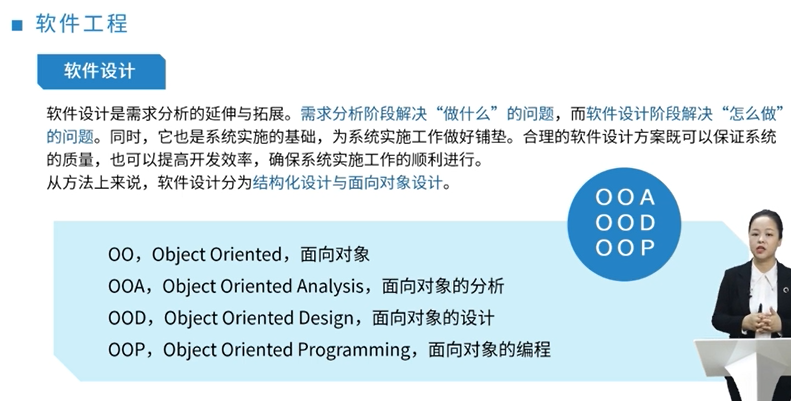 软件工程
软件设计
软件设计是需求分析的延伸与拓展。需求分析阶段解决“做什么”的问题，而软件设计阶段解决“怎么做”
的问题。同时，它也是系统实施的基础，为系统实施工作做好铺垫。合理的软件设计方案既可以保证系统
的质量，也可以提高开发效率，确保系统实施工作的顺利进行。
从方法上来说，软件设计分为结构化设计与面向对象设计。
OOA
OOD
OOP
OO，Object Oriented，面向对象
OOA，Object Oriented Analysis，面向对象的分析
OOD，Object Oriented Design，面向对象的设计
OOP，Object Oriented Programming，面向对象的编程